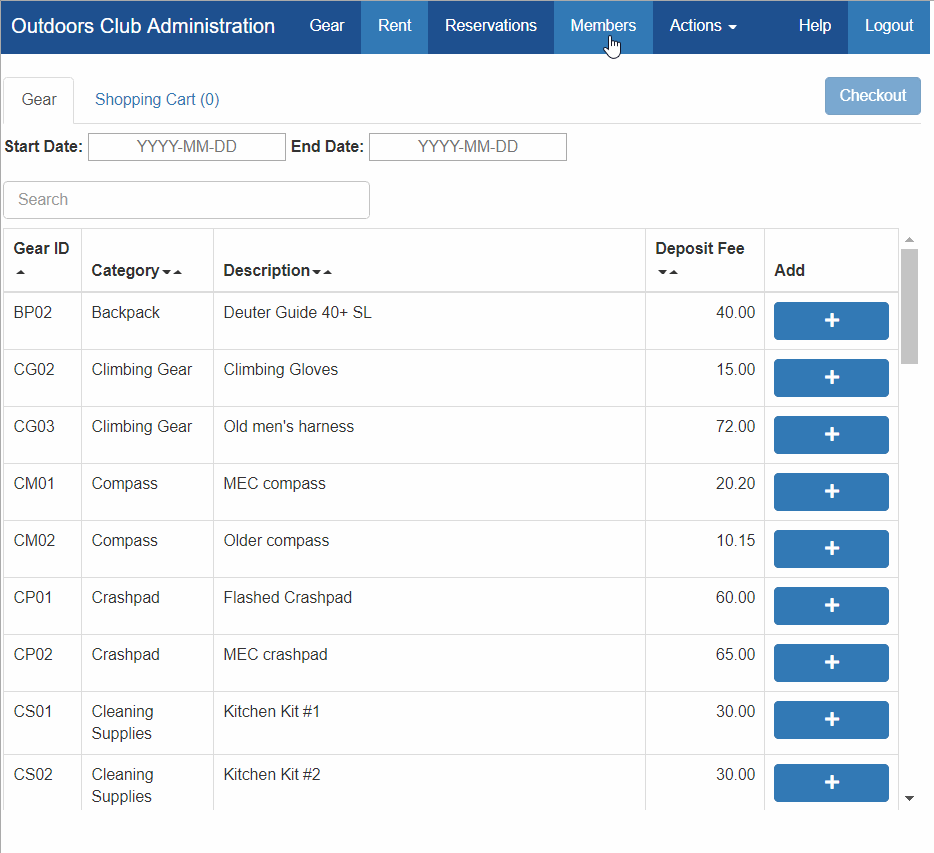 Outdoors Club Administration Gear Rent Reservations Members Actions Help Logout
Gear Shopping Cart (0) Checkout
Start Date: YYYY-MM-DD End Date: YYYY-MM-DD
Search
Gear ID Category Description Deposit Fee Add
BP02 Backpack Deuter Guide 40+ SL 40.00 +
CG02 Climbing Gear Climbing Gloves 15.00 +
CG03 Climbing Gear Old men's harness 72.00 +
CM01 Compass MEC compass 20.20 +
CM02 Compass Older compass 10.15 +
CP01 Crashpad Flashed Crashpad 60.00 +
CP02 Crashpad MEC crashpad 65.00 +
CS01 Cleaning Supplies Kitchen Kit #1 30.00 +
CS02 Cleaning Supplies Kitchen Kit #2 30.00 +